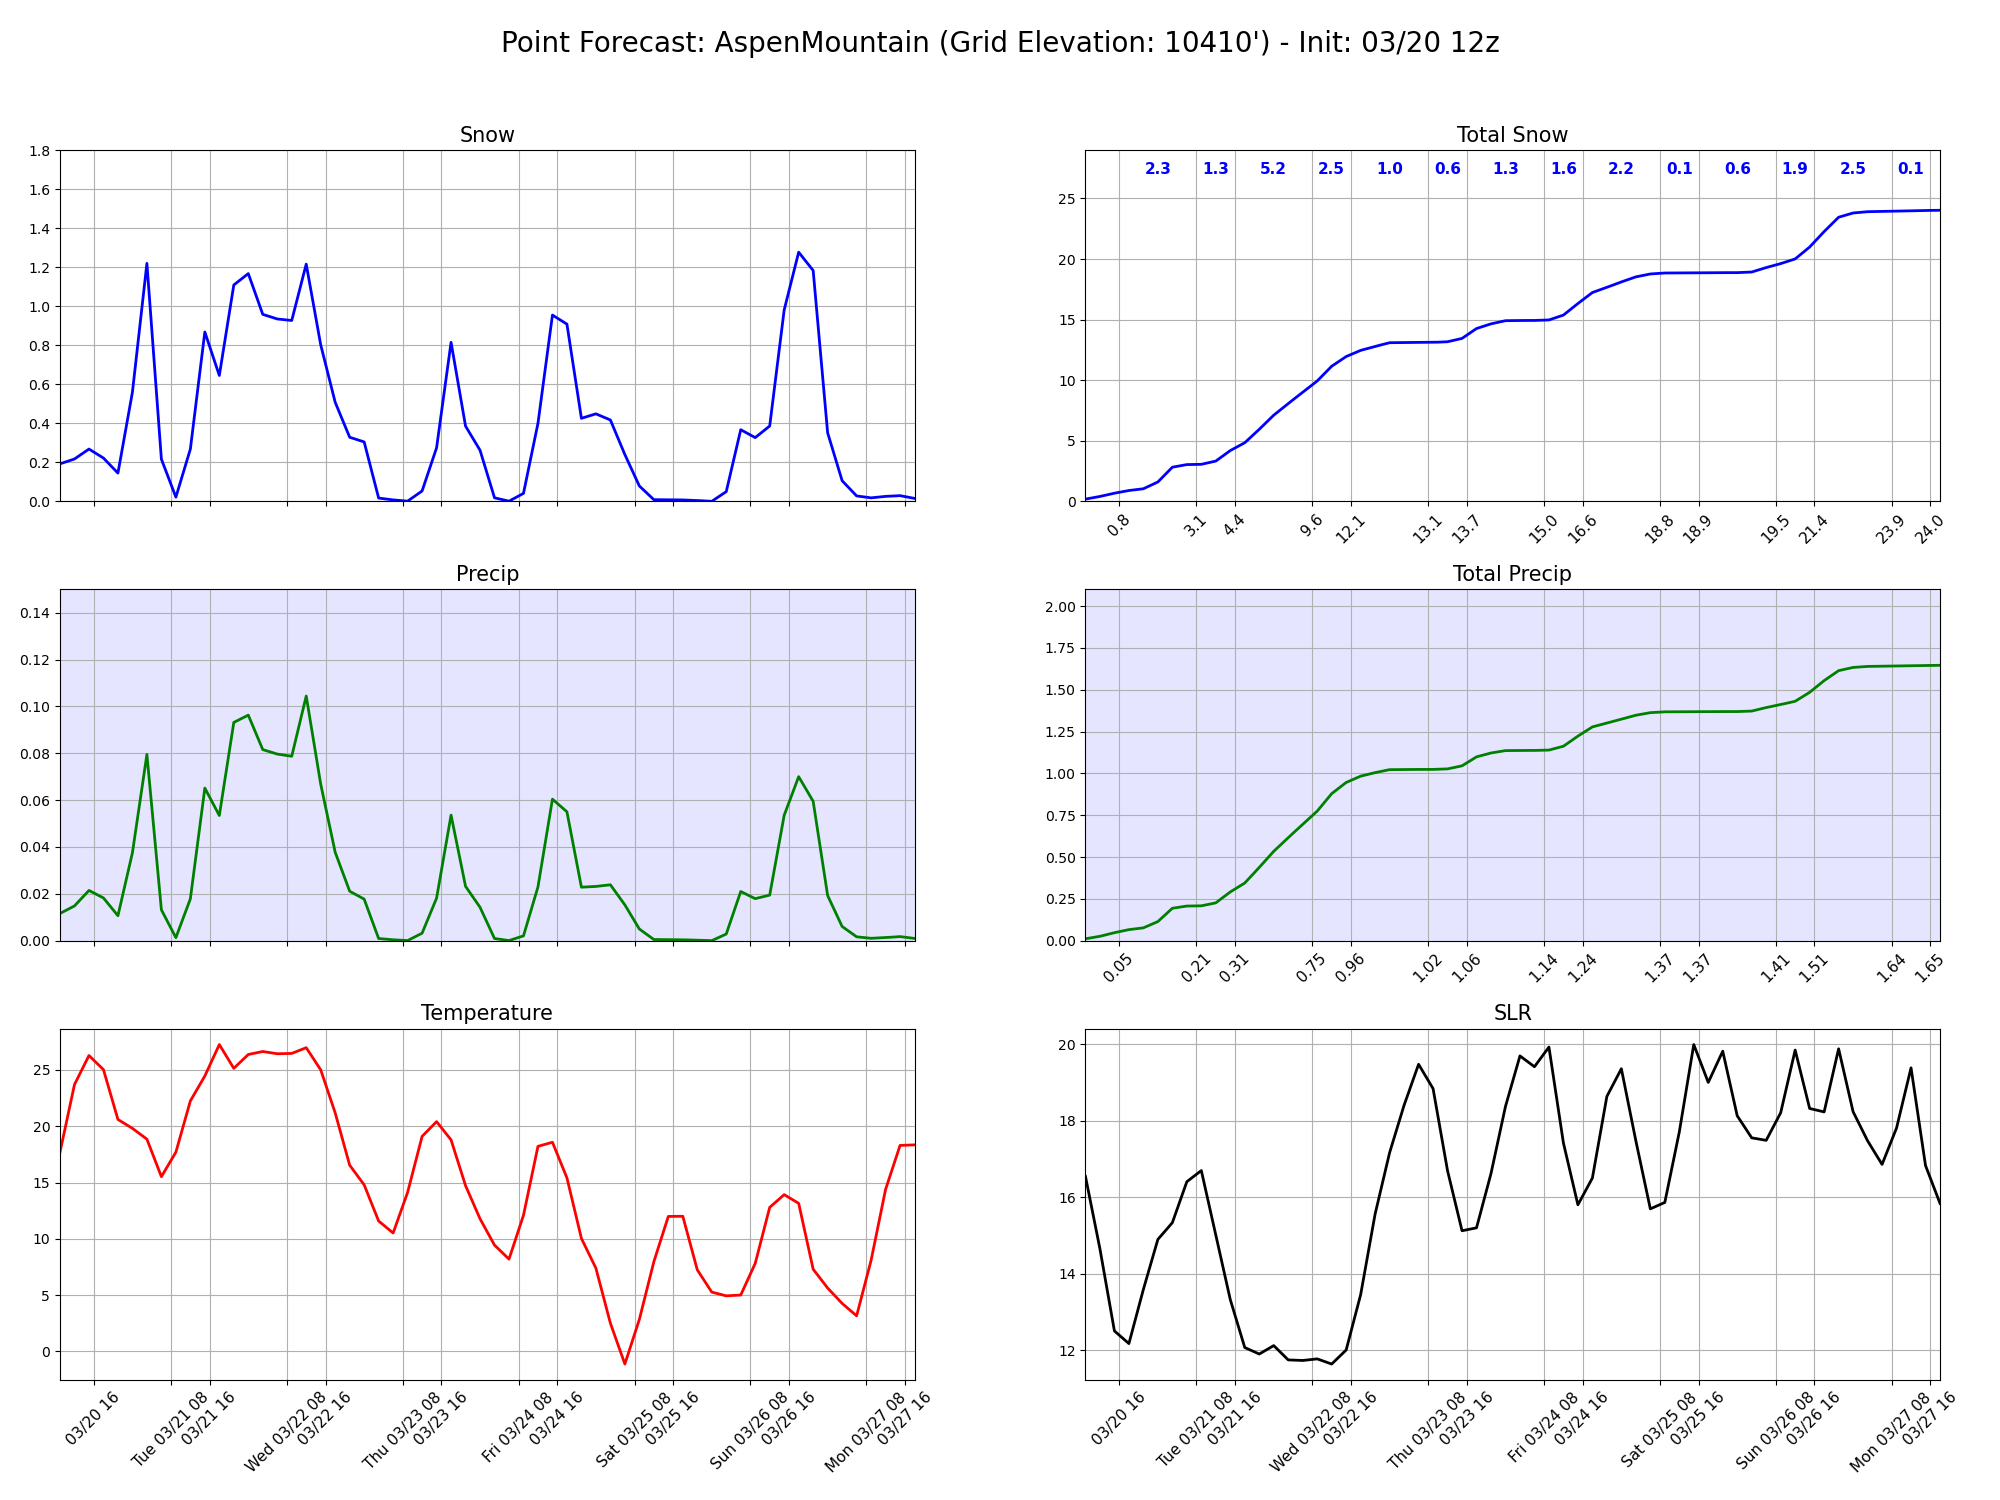 Point Forecast: AspenMountain (Grid Elevation: 10410') - Init: 03/20 12z
Snow
1.8
1.6
1.4
1.2
1.0
0.8
0.6
0.4
0.2
0.0
Total Snow
2.3 1.3 5.2 2.5 1.0 0.6 1.3 1.6 2.2 0.1 0.6 1.9 2.5 0.1
25
20
15
10
5
0
0.8 3.1 4.4 9.6 12.1 13.1 13.7 15.0 16.6 18.8 18.9 19.5 21.4 23.9 24.0
Precip
0.14
0.12
0.10
0.08
0.06
0.04
0.02
0.00
Total Precip
2.00
1.75
1.50
1.25
1.00
0.75
0.50
0.25
0.00
0.05 0.21 0.31 0.75 0.96 1.02 1.06 1.14 1.24 1.37 1.37 1.41 1.51 1.64 1.65
Temperature
25
20
15
10
5
0
03/20 16
Tue 03/21 08
03/21 16
Wed 03/22 08
03/22 16
Thu 03/23 08
03/23 16
Fri 03/24 08
03/24 16
Sat 03/25 08
03/25 16
Sun 03/26 08
03/26 16
Mon 03/27 08
03/27 16
SLR
20
18
16
14
12
03/20 16
Tue 03/21 08
03/21 16
Wed 03/22 08
03/22 16
Thu 03/23 08
03/23 16
Fri 03/24 08
03/24 16
Sat 03/25 08
03/25 16
Sun 03/26 08
03/26 16
Mon 03/27 08
03/27 16